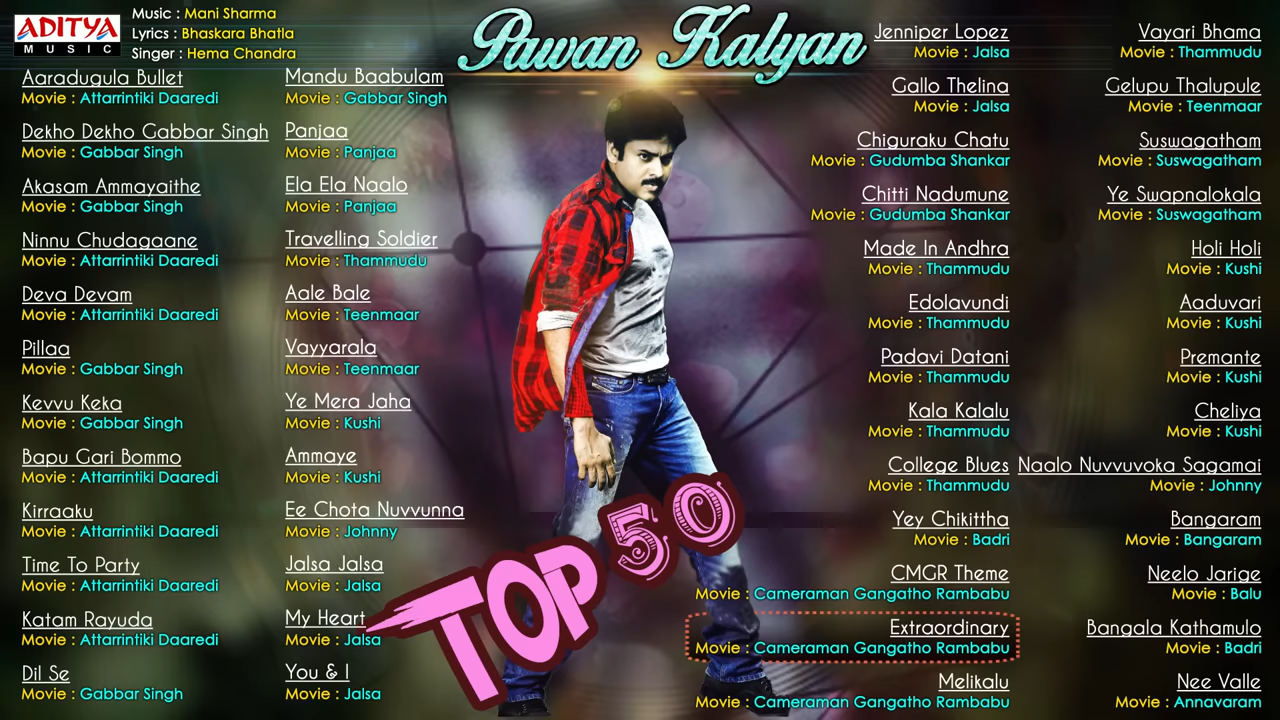 ADITYA
MUSIC
Music : Mani Sharma
Lyrics : Bhaskara Bhatla
Singer : Hema Chandra
Pawan Kalyan
Aaradugula Bullet
Movie : Attarrintiki Daaredi
Dekho Dekho Gabbar Singh
Movie : Gabbar Singh
Akasam Ammayaithe
Movie : Gabbar Singh
Ninnu Chudagaane
Movie : Attarrintiki Daaredi
Deva Devam
Movie : Attarrintiki Daaredi
Pillaa
Movie : Gabbar Singh
Kevvu Keka
Movie : Gabbar Singh
Bapu Gari Bommo
Movie : Attarrintiki Daaredi
Kirraaku
Movie : Attarrintiki Daaredi
Time To Party
Movie : Attarrintiki Daaredi
Katam Rayuda
Movie : Attarrintiki Daaredi
Dil Se
Movie : Gabbar Singh
Mandu Baabulam
Movie : Gabbar Singh
Panjaa
Movie : Panjaa
Ela Ela Naalo
Movie : Panjaa
Travelling Soldier
Movie : Thammudu
Aale Bale
Movie : Teenmaar
Vayyarala
Movie : Teenmaar
Ye Mera Jaha
Movie : Kushi
Ammaye
Movie : Kushi
Ee Chota Nuvvunna
Movie : Johnny
Jalsa Jalsa
Movie : Jalsa
My Heart
Movie : Jalsa
You & I
Movie : Jalsa
TOP 50
Jenniper Lopez
Movie : Jalsa
Gallo Thelina
Movie : Jalsa
Chiguraku Chatu
Movie : Gudumba Shankar
Chitti Nadumune
Movie : Gudumba Shankar
Made In Andhra
Movie : Thammudu
Edolavundi
Movie : Thammudu
Padavi Datani
Movie : Thammudu
Kala Kalalu
Movie : Thammudu
College Blues
Movie : Thammudu
Yey Chikittha
Movie : Badri
CMGR Theme
Movie : Cameraman Gangatho Rambabu
Extraordinary
Movie : Cameraman Gangatho Rambabu
Melikalu
Movie : Cameraman Gangatho Rambabu
Vayari Bhama
Movie : Thammudu
Gelupu Thalupule
Movie : Teenmaar
Suswagatham
Movie : Suswagatham
Ye Swapnalokala
Movie : Suswagatham
Holi Holi
Movie : Kushi
Aaduvari
Movie : Kushi
Premante
Movie : Kushi
Cheliya
Movie : Kushi
Naalo Nuvvuvoka Sagamai
Movie : Johnny
Bangaram
Movie : Bangaram
Neelo Jarige
Movie : Balu
Bangala Kathamulo
Movie : Badri
Nee Valle
Movie : Annavaram